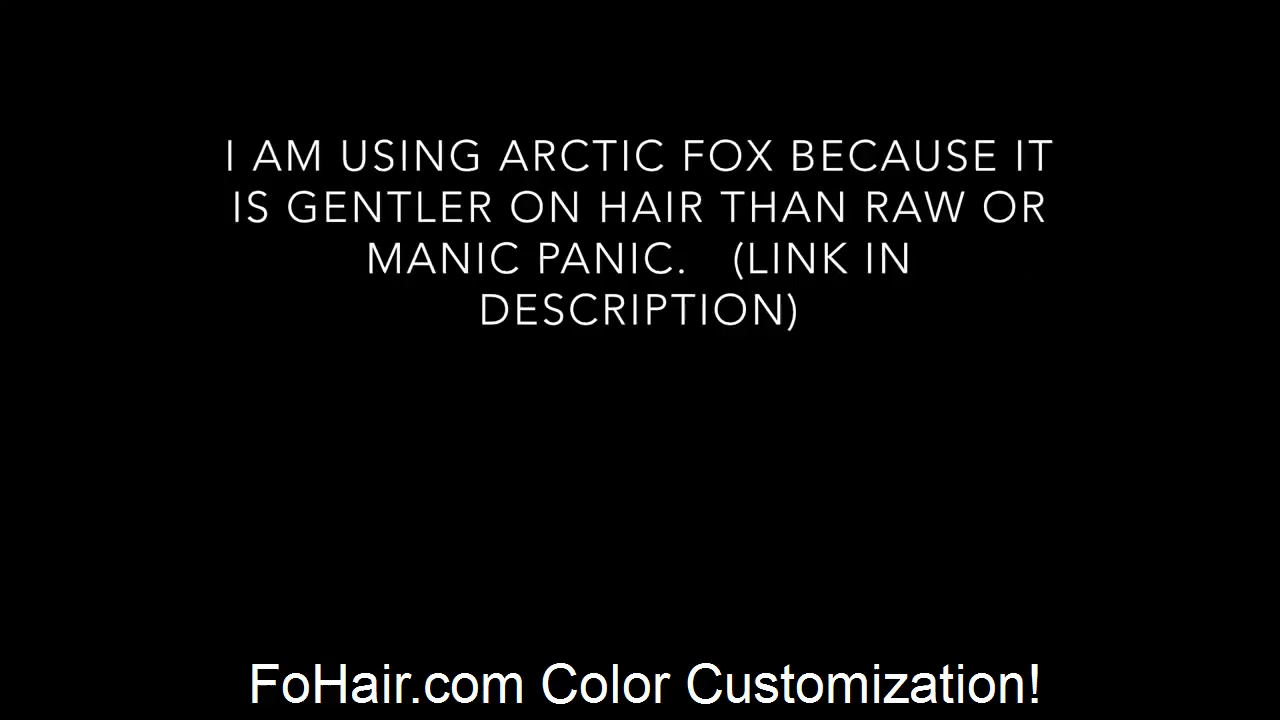 I AM USING ARCTIC FOX BECAUSE IT
IS GENTLER ON HAIR THAN RAW OR
MANIC PANIC. (LINK IN
DESCRIPTION)
FoHair.com Color Customization!